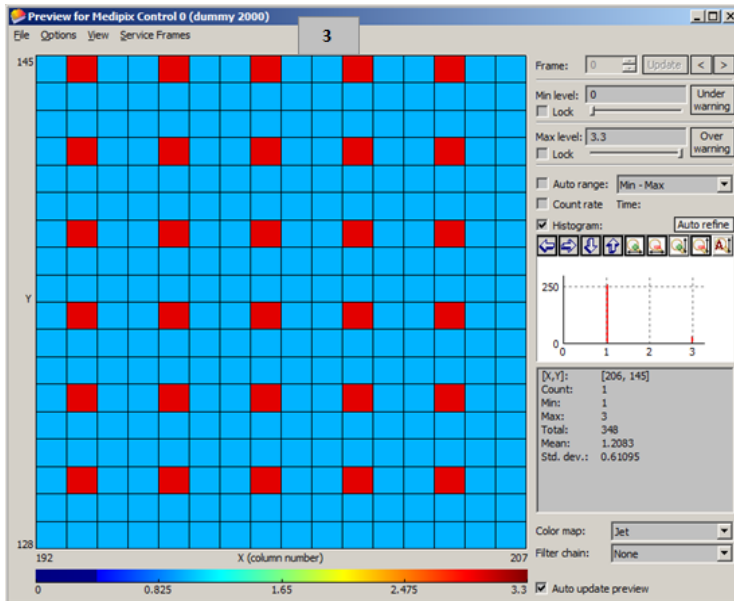 Preview for Medipix Control 0 (dummy 2000)
File Options View Service Frames
3
145
Y
128
192 X (column number) 207
0 0.825 1.65 2.475 3.3
Frame: 0 Update < >
Min level: 0 Under warning
Lock
Max level: 3.3 Over warning
Lock
Auto range: Min - Max
Count rate Time:
Histogram: Auto refine
250
0
0 1 2 3
[X,Y]: [206, 145]
Count: 1
Min: 1
Max: 3
Total: 348
Mean: 1.2083
Std. dev.: 0.61095
Color map: Jet
Filter chain: None
Auto update preview